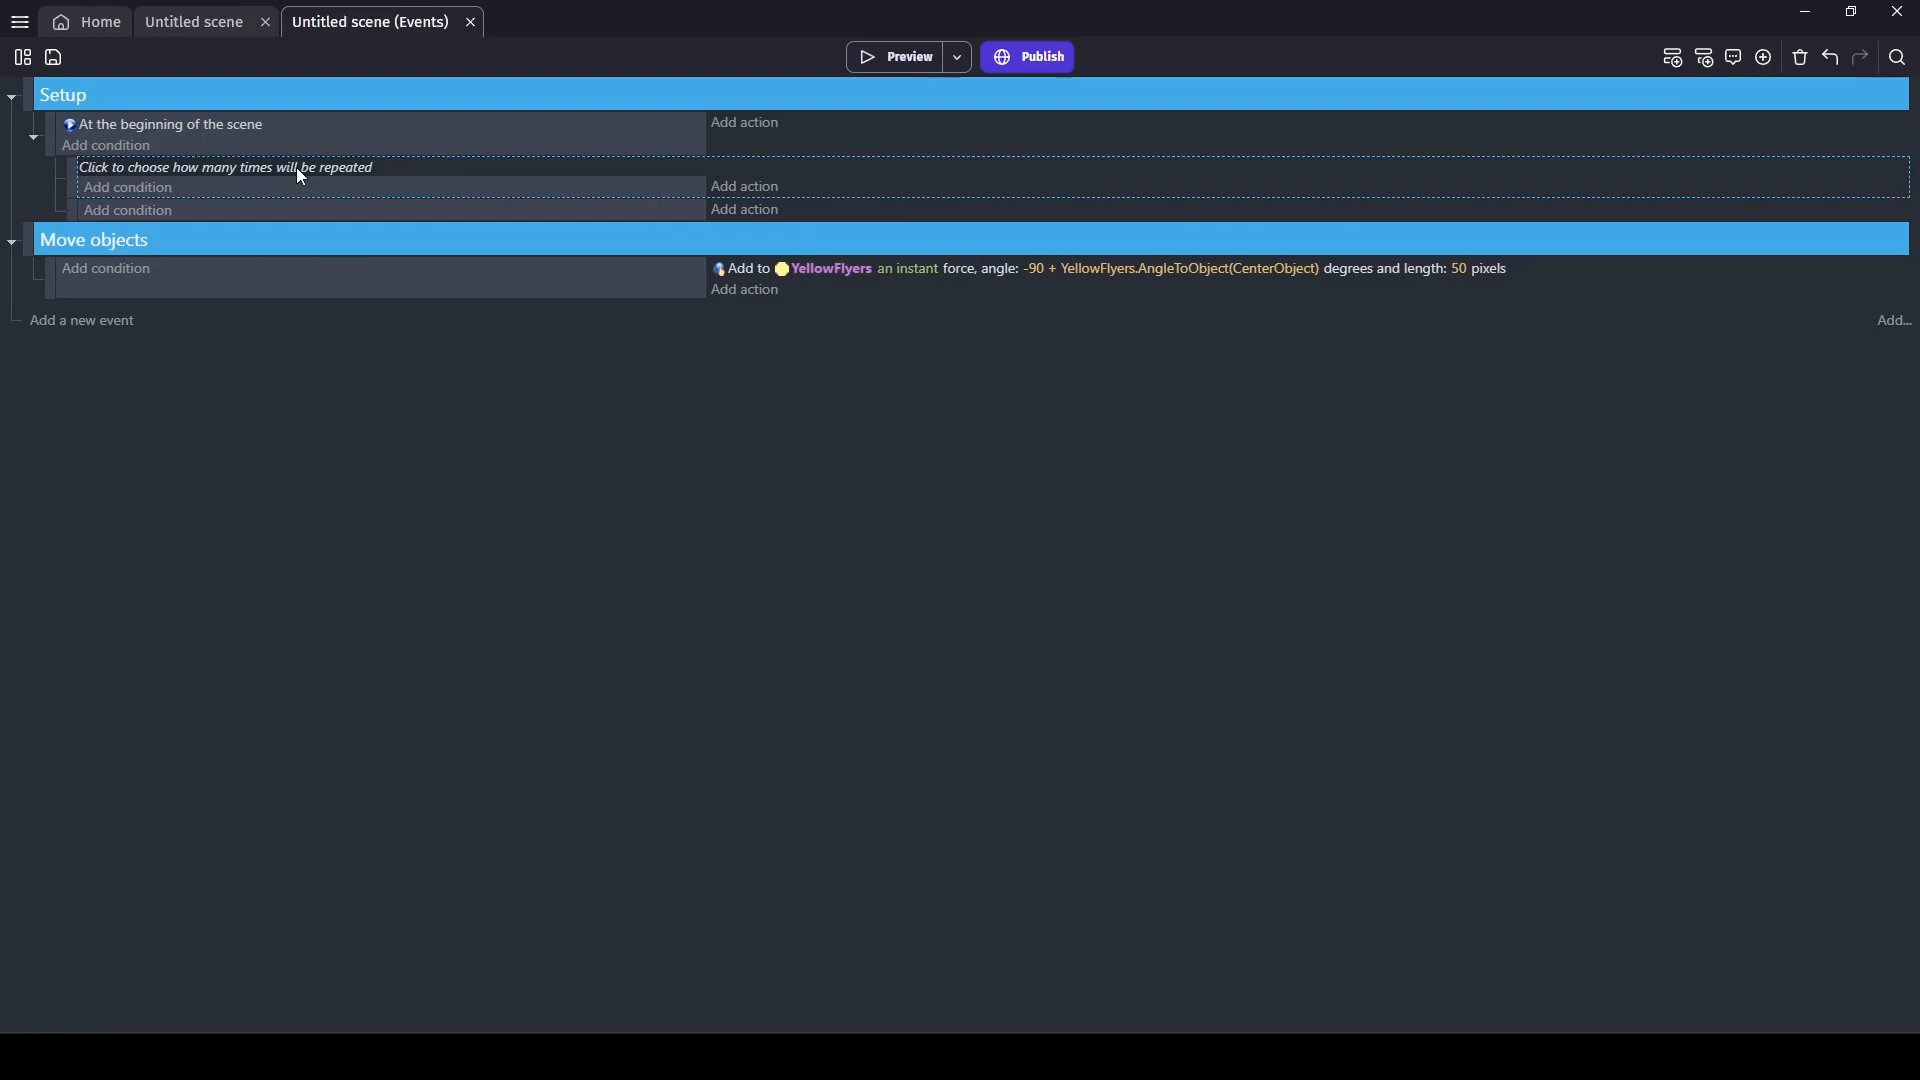 Home
Untitled scene
Untitled scene (Events)
Preview
Publish
Setup
At the beginning of the scene
Add action
Add condition
Click to choose how many times will be repeated
Add condition
Add action
Add condition
Add action
Move objects
Add condition
Add to YellowFlyers an instant force, angle: -90 + YellowFlyers.AngleToObject(CenterObject) degrees and length: 50 pixels
Add action
Add a new event
Add...